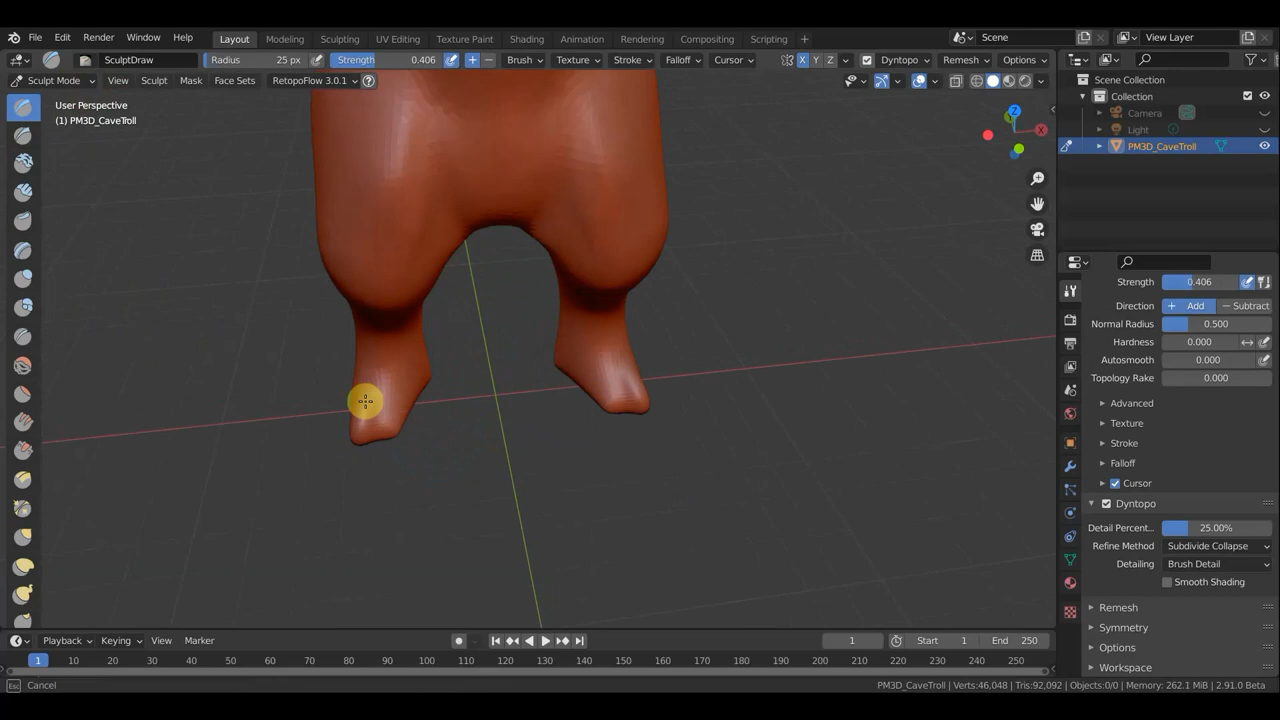 File Edit Render Window Help Layout Modeling Sculpting UV Editing Texture Paint Shading Animation Rendering Compositing Scripting + Scene View Layer
SculptDraw Radius 25 px Strength 0.406 + − Brush Texture Stroke Falloff Cursor X Y Z Dyntopo Remesh Options
Sculpt Mode View Sculpt Mask Face Sets RetopoFlow 3.0.1 ?
Scene Collection
Collection
Camera
Light
PM3D_CaveTroll
User Perspective
(1) PM3D_CaveTroll
Z
X
Strength 0.406
Direction + Add − Subtract
Normal Radius 0.500
Hardness 0.000
Autosmooth 0.000
Topology Rake 0.000
Advanced
Texture
Stroke
Falloff
Cursor
Dyntopo
Detail Percent... 25.00%
Refine Method Subdivide Collapse
Detailing Brush Detail
Smooth Shading
Remesh
Symmetry
Options
Workspace
Playback Keying View Marker 1 Start 1 End 250
1 10 20 30 40 50 60 70 80 90 100 110 120 130 140 150 160 170 180 190 200 210 220 230 240 250
Esc Cancel PM3D_CaveTroll | Verts:46,048 | Tris:92,092 | Objects:0/0 | Memory: 262.1 MiB | 2.91.0 Beta